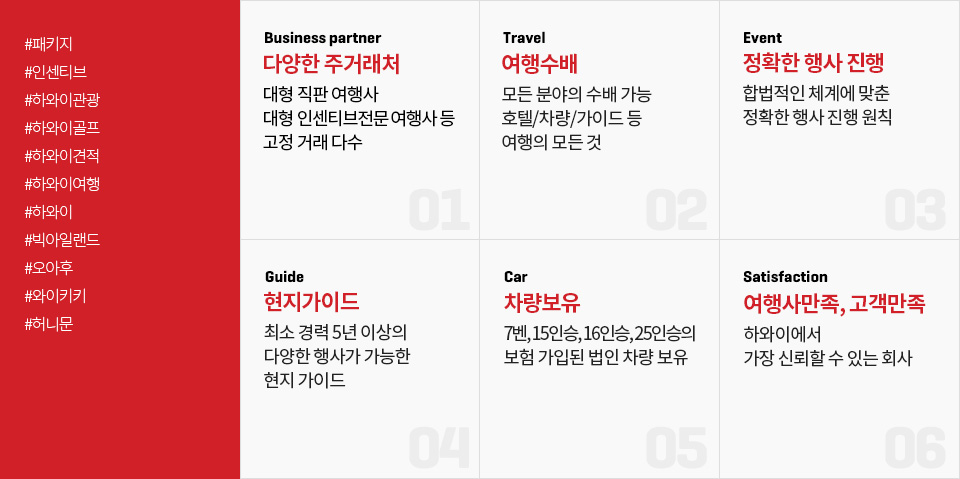 #패키지
#인센티브
#하와이관광
#하와이골프
#하와이견적
#하와이여행
#하와이
#빅아일랜드
#오아후
#와이키키
#허니문
Business partner
다양한 주거래처
대형 직판 여행사
대형 인센티브전문 여행사 등
고정 거래 다수
01
Travel
여행수배
모든 분야의 수배 가능
호텔/차량/가이드 등
여행의 모든 것
02
Event
정확한 행사 진행
합법적인 체계에 맞춘
정확한 행사 진행 원칙
03
Guide
현지가이드
최소 경력 5년 이상의
다양한 행사가 가능한
현지 가이드
04
Car
차량보유
7벤, 15인승, 16인승, 25인승의
보험 가입된 법인 차량 보유
05
Satisfaction
여행사만족, 고객만족
하와이에서
가장 신뢰할 수 있는 회사
06